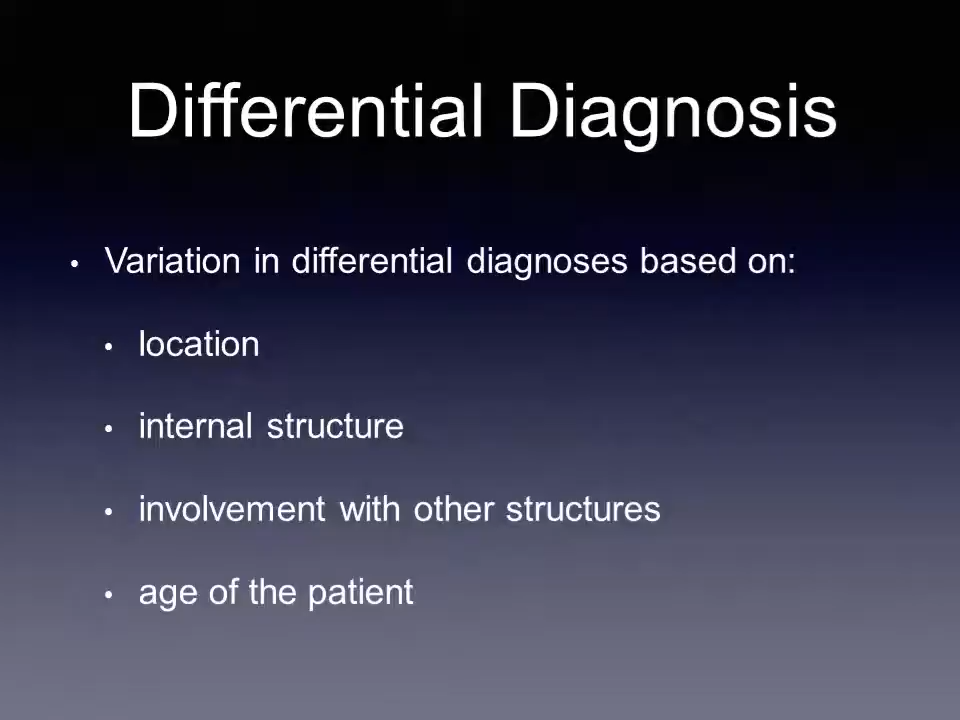 Differential Diagnosis
• Variation in differential diagnoses based on:
• location
• internal structure
• involvement with other structures
• age of the patient